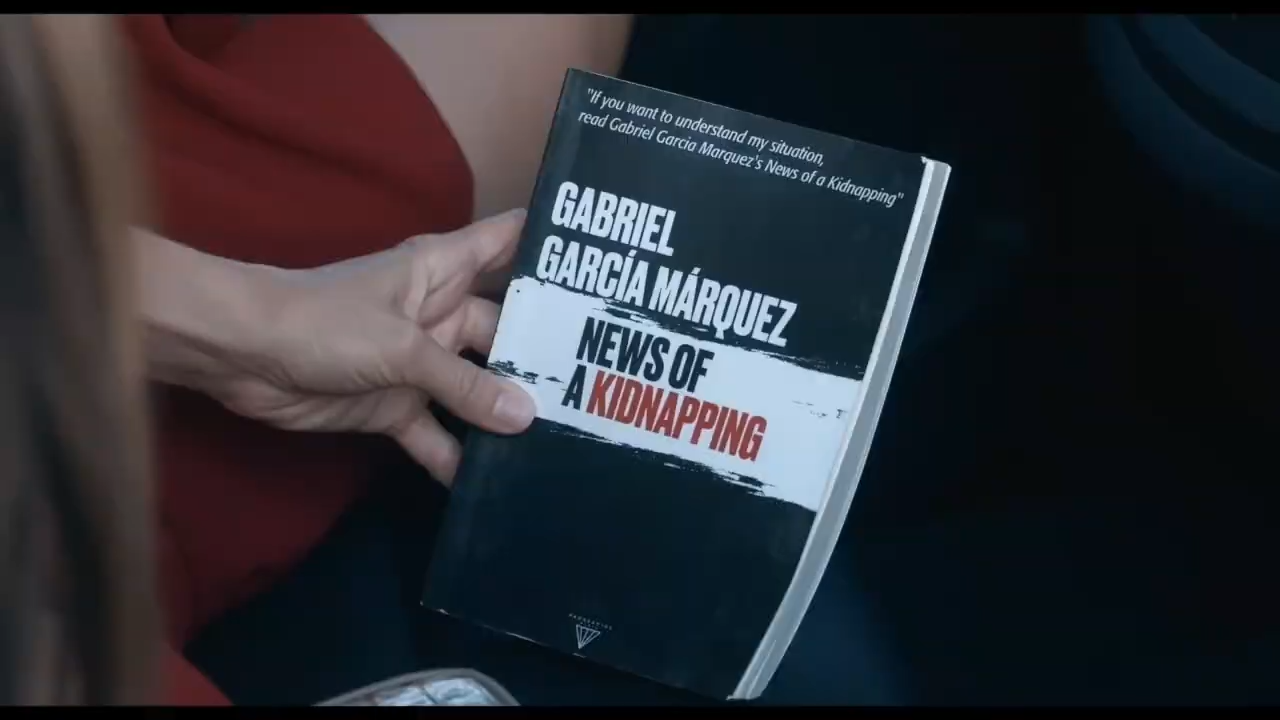 "If you want to understand my situation,
read Gabriel Garcia Marquez's News of a Kidnapping"
GABRIEL
GARCÍA MÁRQUEZ
NEWS OF
A KIDNAPPING